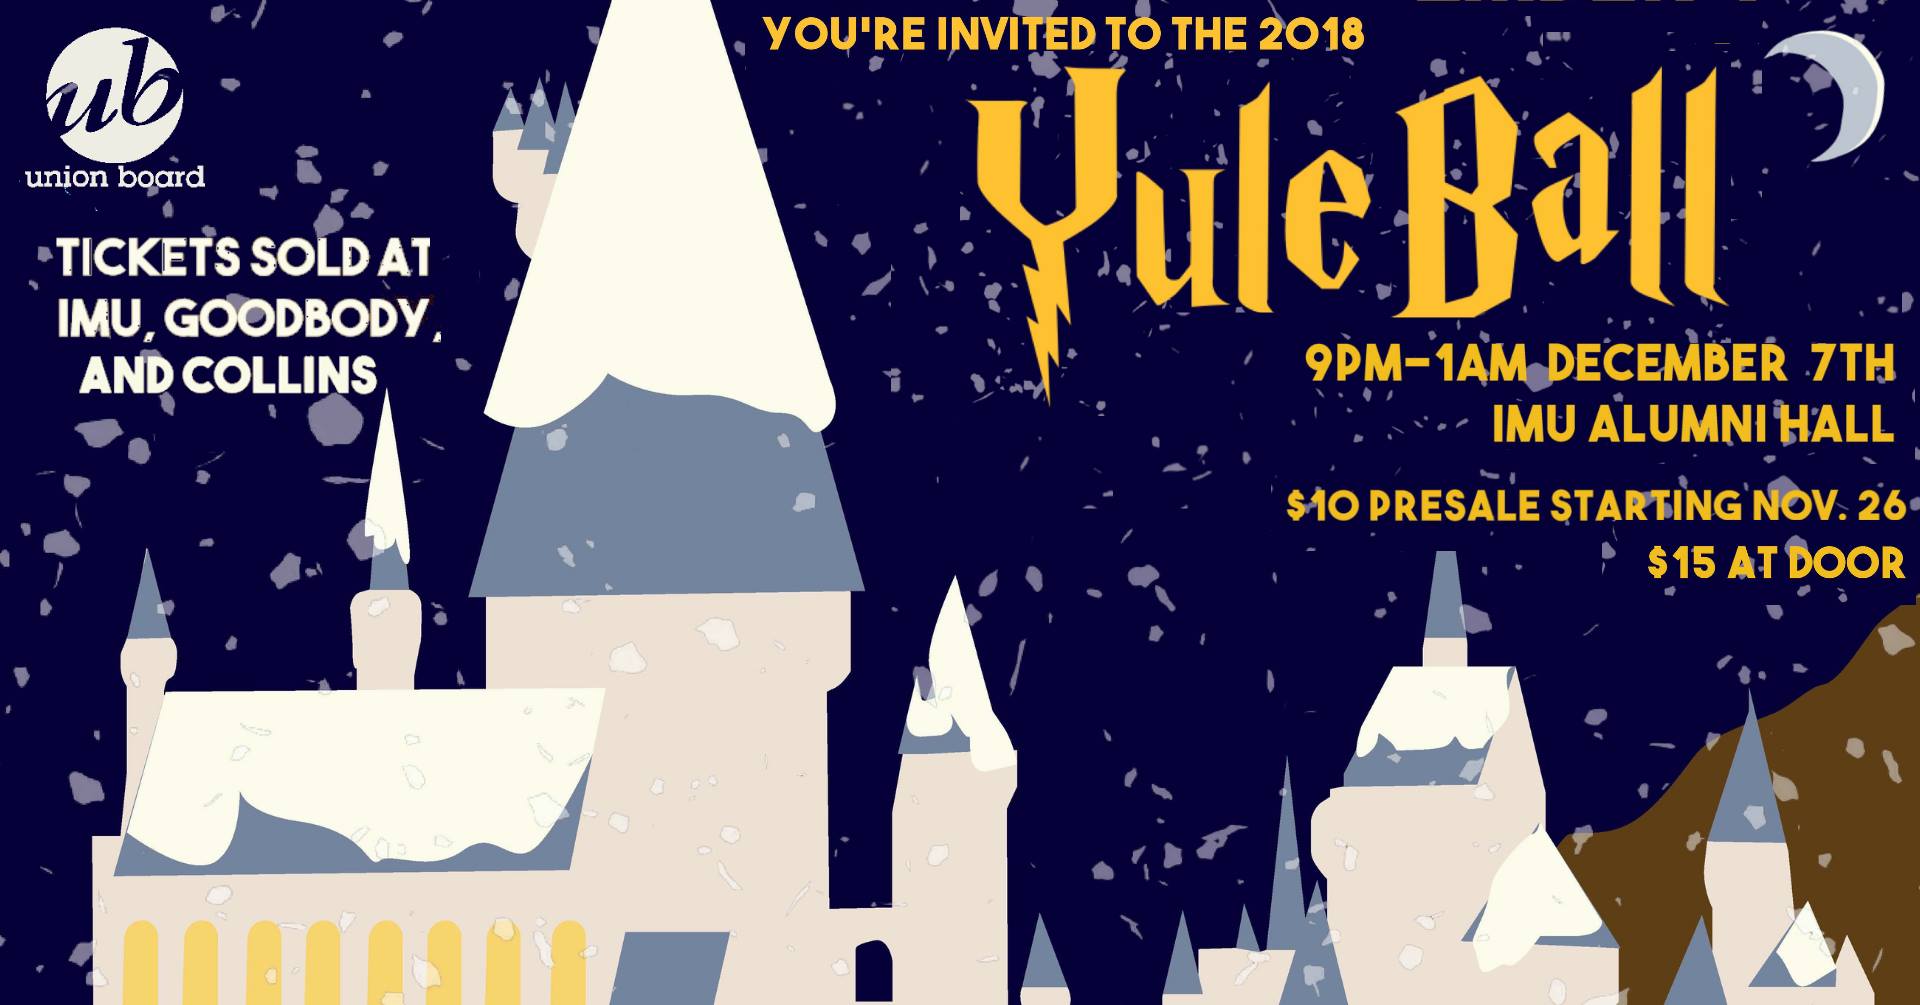 YOU'RE INVITED TO THE 2018
Yule Ball
ub
union board
TICKETS SOLD AT
IMU, GOODBODY,
AND COLLINS
9PM-1AM DECEMBER 7TH
IMU ALUMNI HALL
$10 PRESALE STARTING NOV. 26
$15 AT DOOR